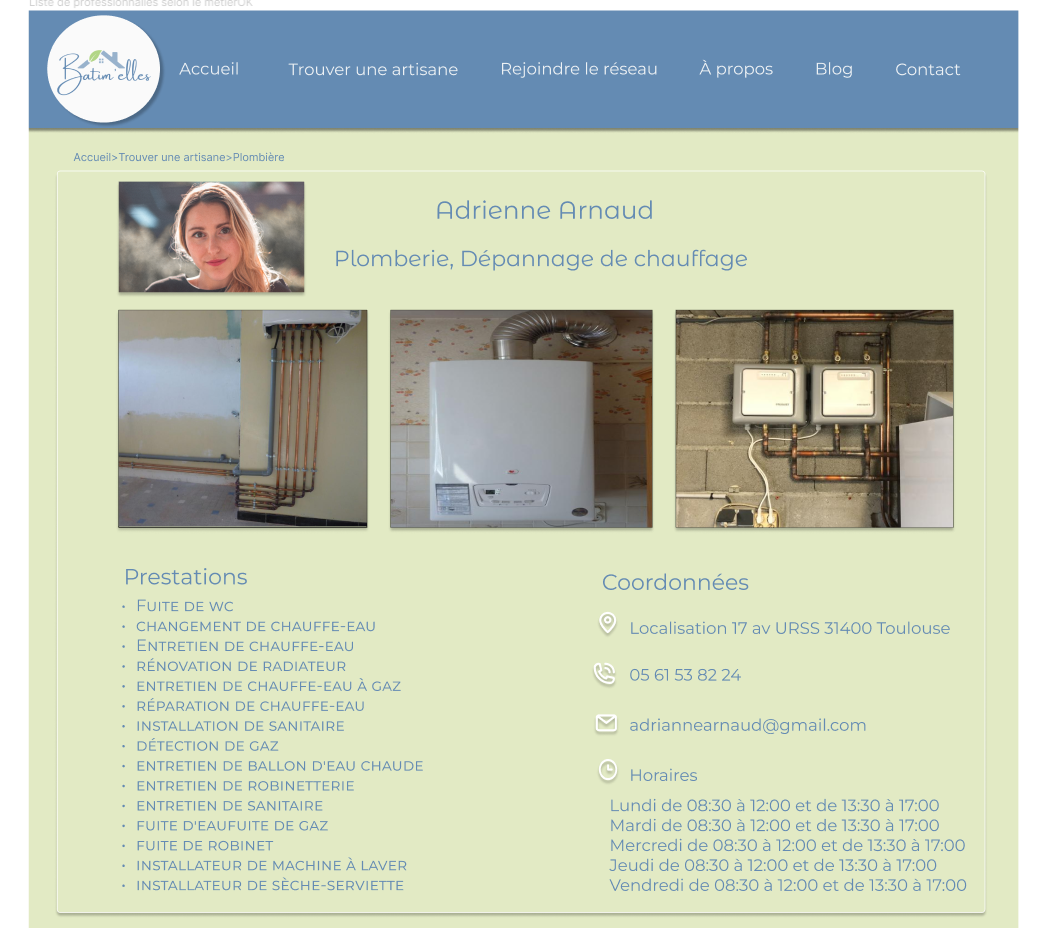 Liste de professionnalles selon le métierUK
Batim'elles
Accueil
Trouver une artisane
Rejoindre le réseau
À propos
Blog
Contact
Accueil>Trouver une artisane>Plombière
Adrienne Arnaud
Plomberie, Dépannage de chauffage
Prestations
• Fuite de wc
• changement de chauffe-eau
• Entretien de chauffe-eau
• rénovation de radiateur
• entretien de chauffe-eau à gaz
• réparation de chauffe-eau
• installation de sanitaire
• détection de gaz
• entretien de ballon d'eau chaude
• entretien de robinetterie
• entretien de sanitaire
• fuite d'eaufuite de gaz
• fuite de robinet
• installateur de machine à laver
• installateur de sèche-serviette
Coordonnées
Localisation 17 av URSS 31400 Toulouse
05 61 53 82 24
adriannearnaud@gmail.com
Horaires
Lundi de 08:30 à 12:00 et de 13:30 à 17:00
Mardi de 08:30 à 12:00 et de 13:30 à 17:00
Mercredi de 08:30 à 12:00 et de 13:30 à 17:00
Jeudi de 08:30 à 12:00 et de 13:30 à 17:00
Vendredi de 08:30 à 12:00 et de 13:30 à 17:00